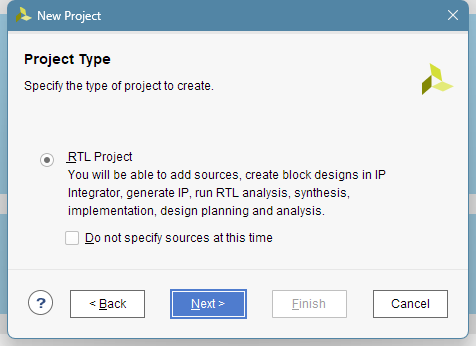 New Project
Project Type
Specify the type of project to create.
RTL Project
You will be able to add sources, create block designs in IP
Integrator, generate IP, run RTL analysis, synthesis,
implementation, design planning and analysis.
Do not specify sources at this time
? < Back Next > Finish Cancel